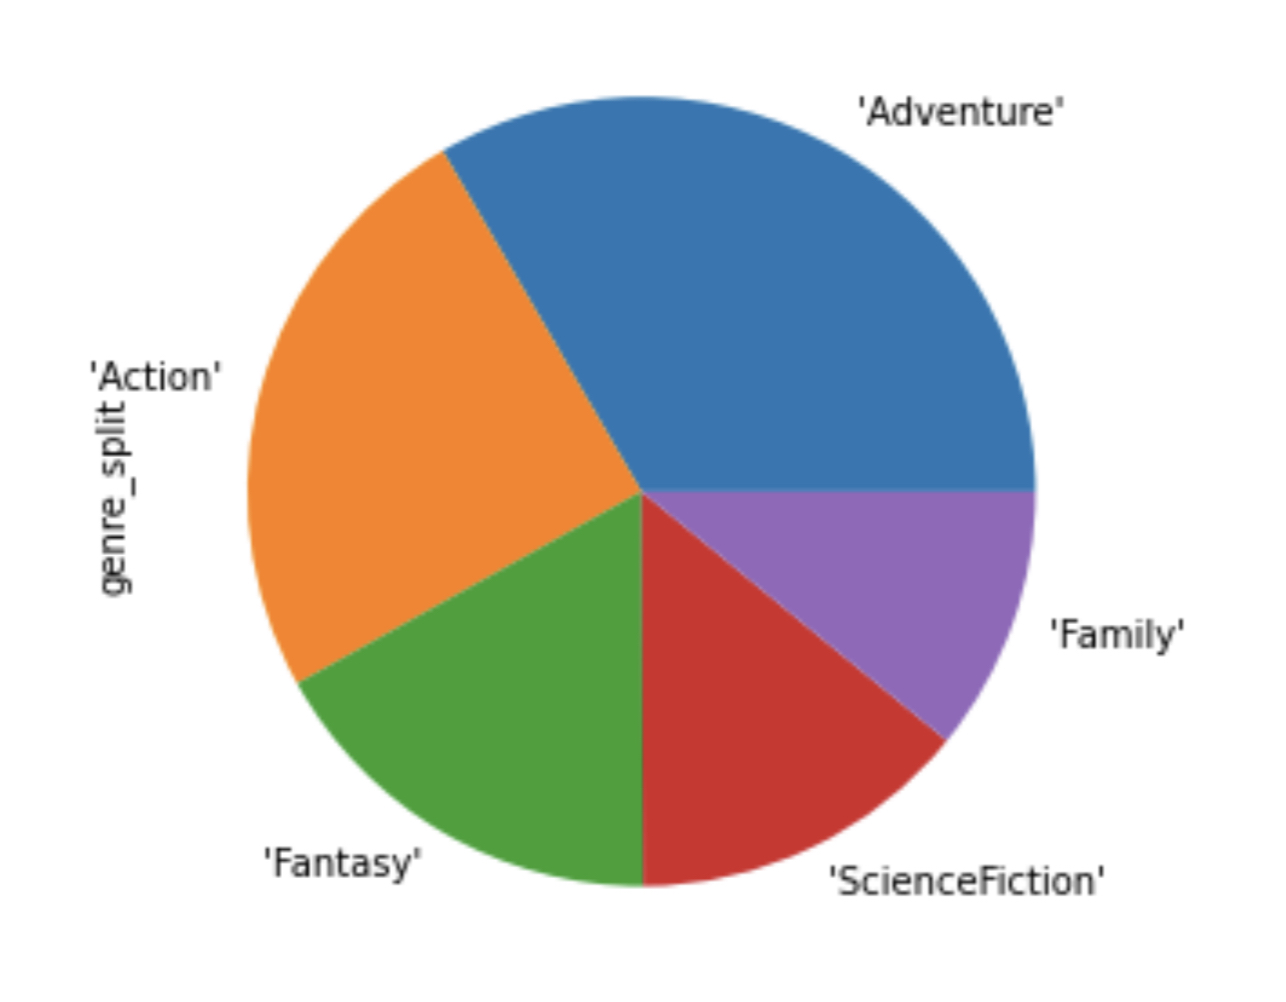 'Adventure'
'Action'
genre_split
'Family'
'Fantasy'
'ScienceFiction'